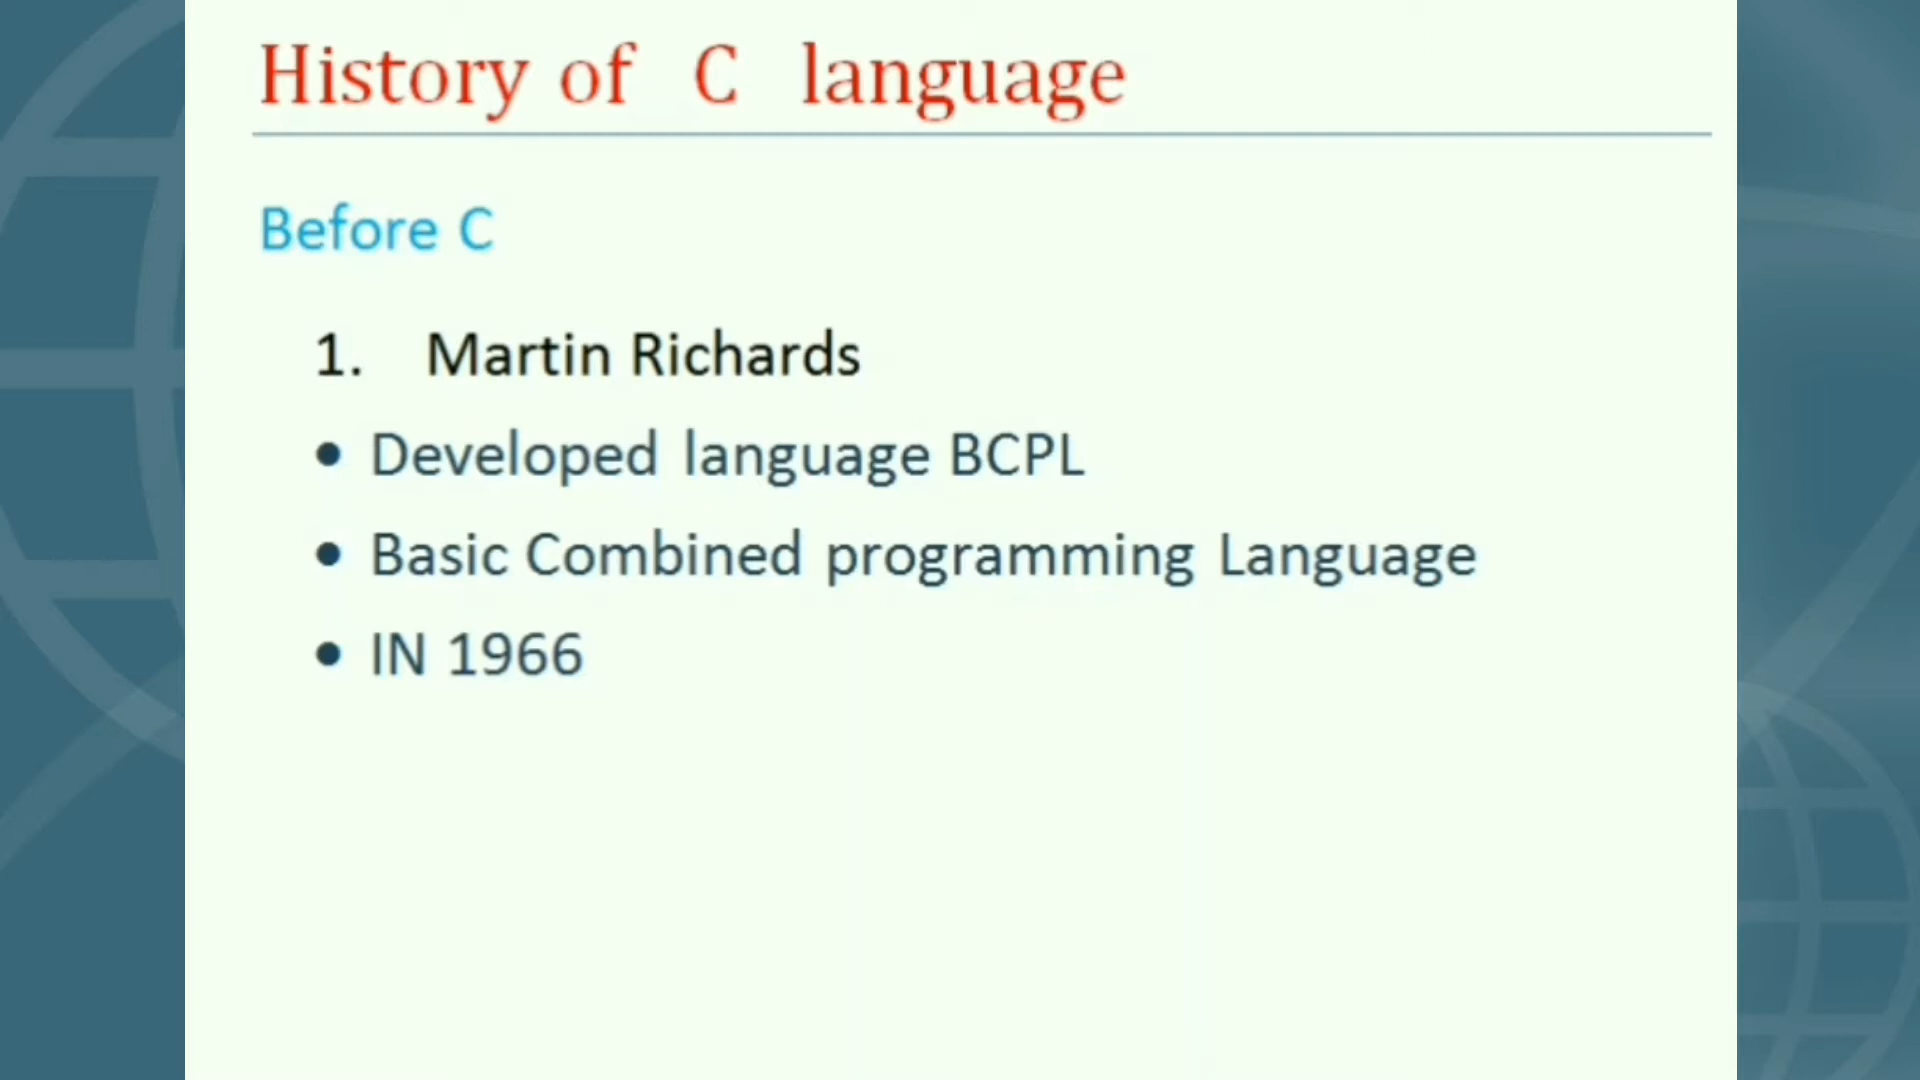 History of C language
Before C
1. Martin Richards
• Developed language BCPL
• Basic Combined programming Language
• IN 1966